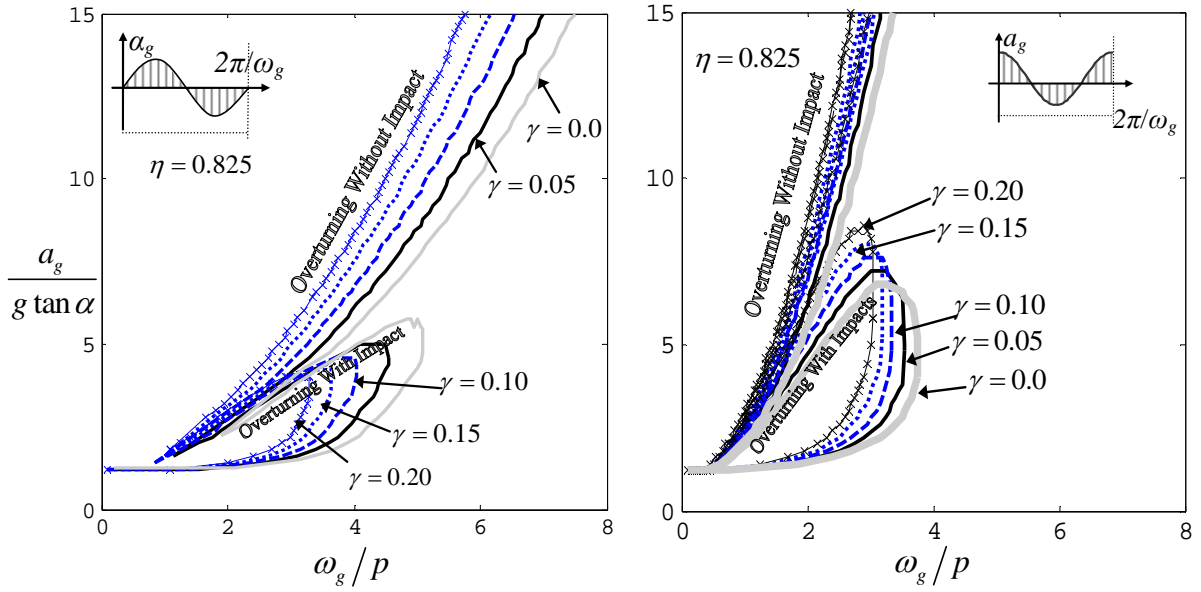 15
10
5
0
0
2
4
6
8
a_g / g tan α
ω_g / p
α_g
2π/ω_g
η = 0.825
Overturning Without Impact
Overturning With Impact
γ = 0.0
γ = 0.05
γ = 0.10
γ = 0.15
γ = 0.20
15
10
5
0
0
2
4
6
8
ω_g / p
η = 0.825
a_g
2π/ω_g
Overturning Without Impact
Overturning With Impacts
γ = 0.20
γ = 0.15
γ = 0.10
γ = 0.05
γ = 0.0